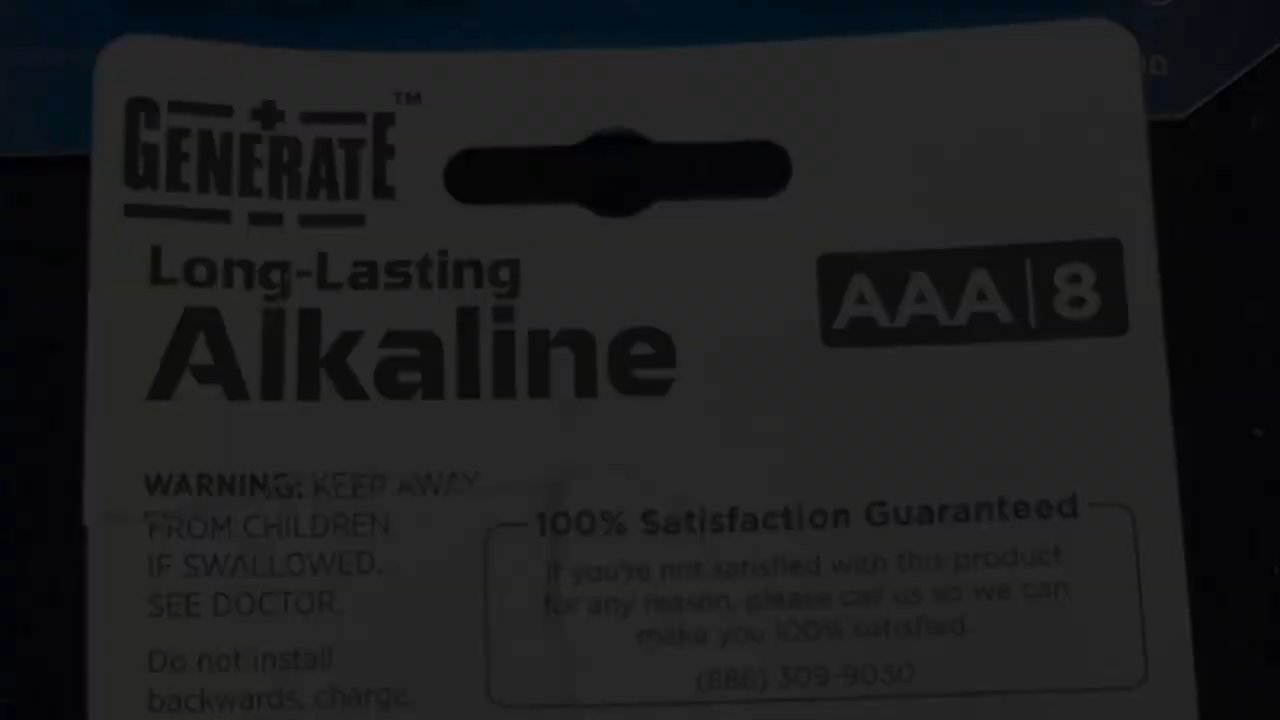 GENERATE™
Long-Lasting
Alkaline
AAA|8
WARNING: KEEP AWAY
FROM CHILDREN.
IF SWALLOWED,
SEE DOCTOR.
Do not install
backwards, charge,
100% Satisfaction Guaranteed
If you're not satisfied with this product
for any reason, please call us so we can
make you 100% satisfied.
(888) 309-9030